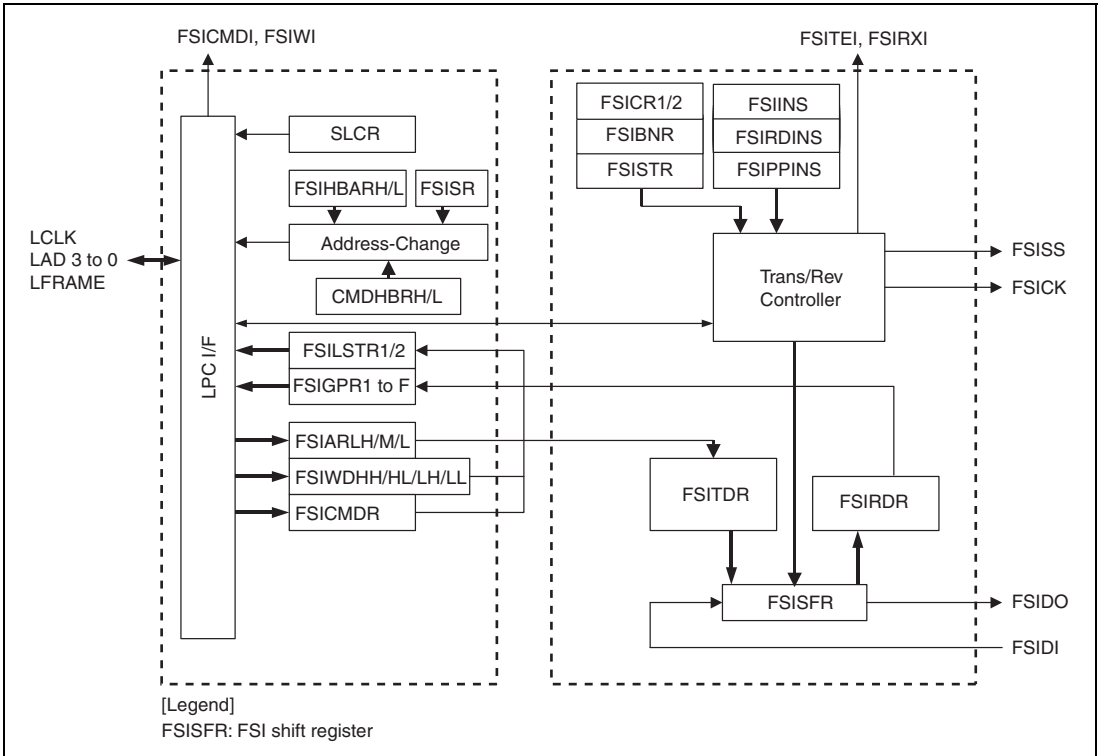 FSICMDI, FSIWI
FSITEI, FSIRXI
LCLK
LAD 3 to 0
LFRAME
LPC I/F
SLCR
FSIHBARH/L
FSISR
Address-Change
CMDHBRH/L
FSILSTR1/2
FSIGPR1 to F
FSIARLH/M/L
FSIWDHH/HL/LH/LL
FSICMDR
FSICR1/2
FSIBNR
FSISTR
FSIINS
FSIRDINS
FSIPPINS
Trans/Rev
Controller
FSISS
FSICK
FSITDR
FSIRDR
FSISFR
FSIDO
FSIDI
[Legend]
FSISFR: FSI shift register